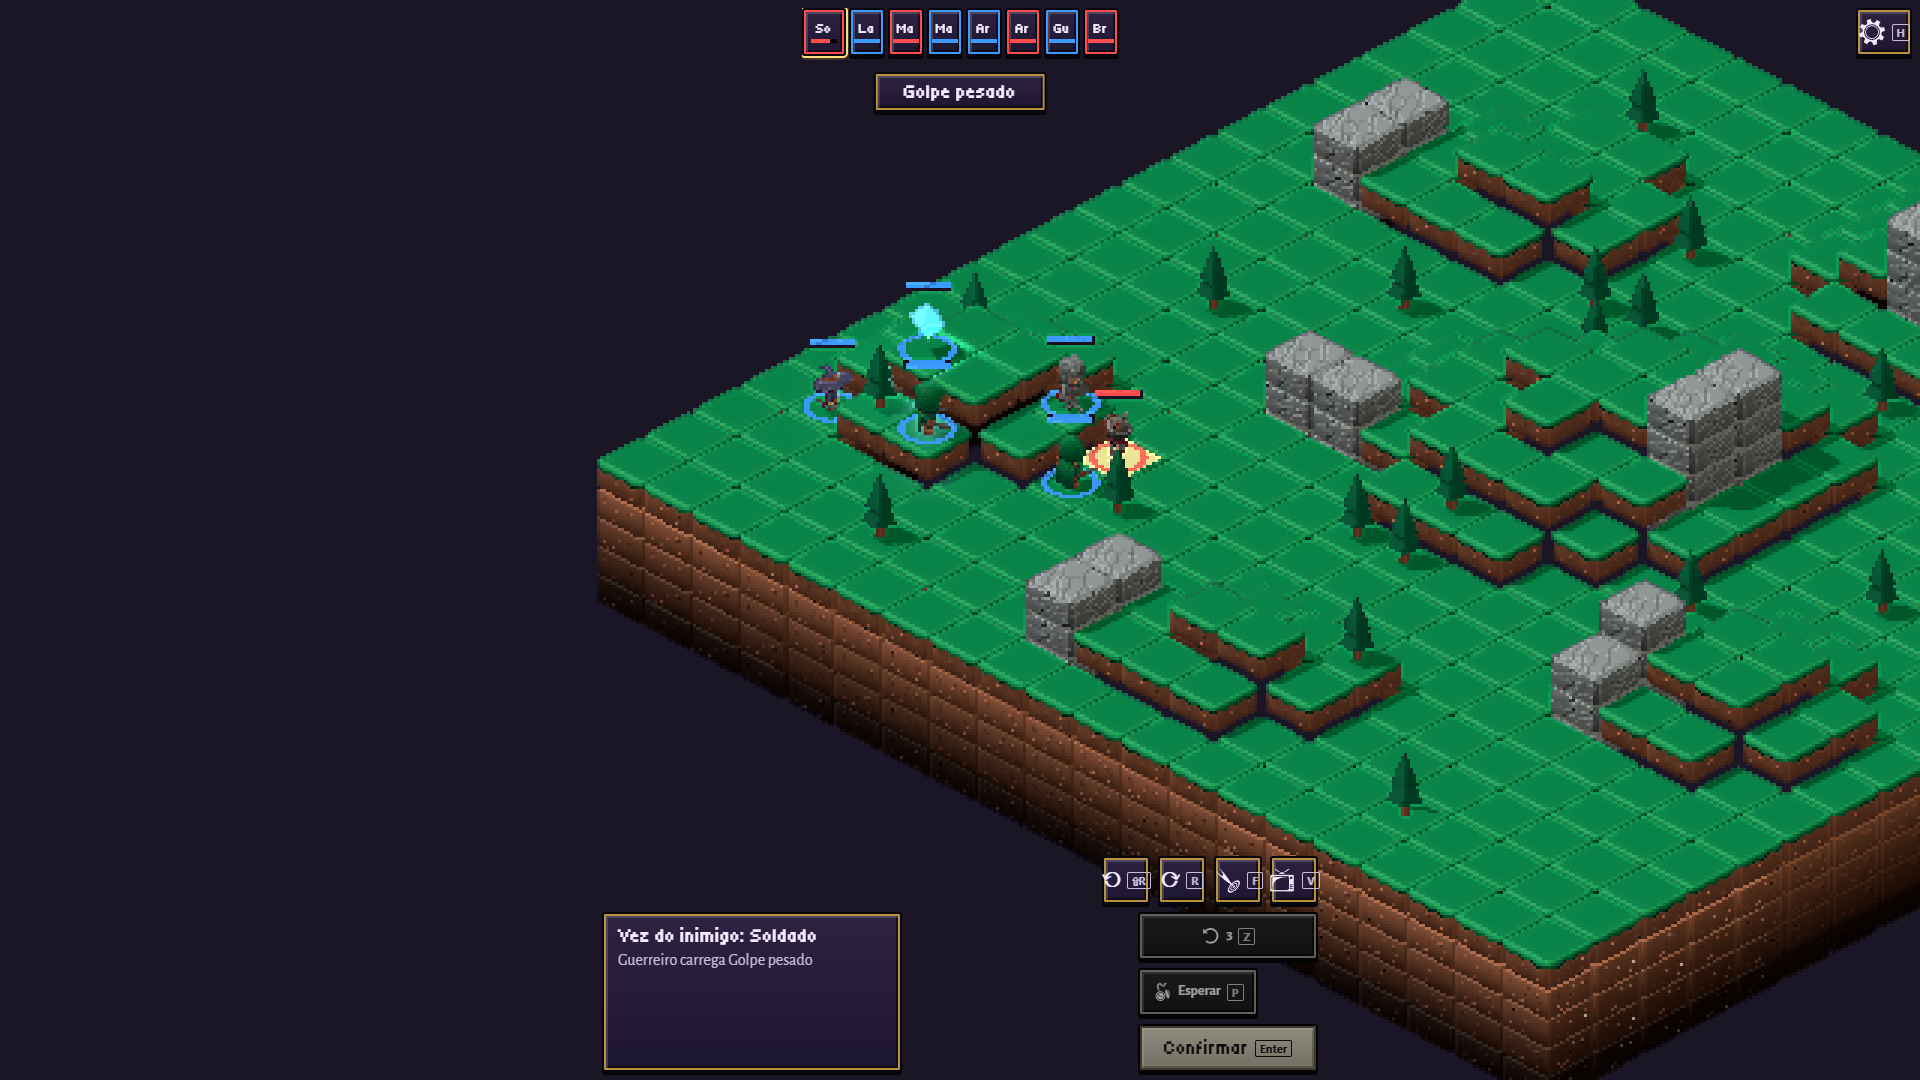 So La Ma Ma Ar Ar Gu Br
H
Golpe pesado
⇧R R F V
Vez do inimigo: Soldado
Guerreiro carrega Golpe pesado
3 Z
Esperar P
Confirmar Enter